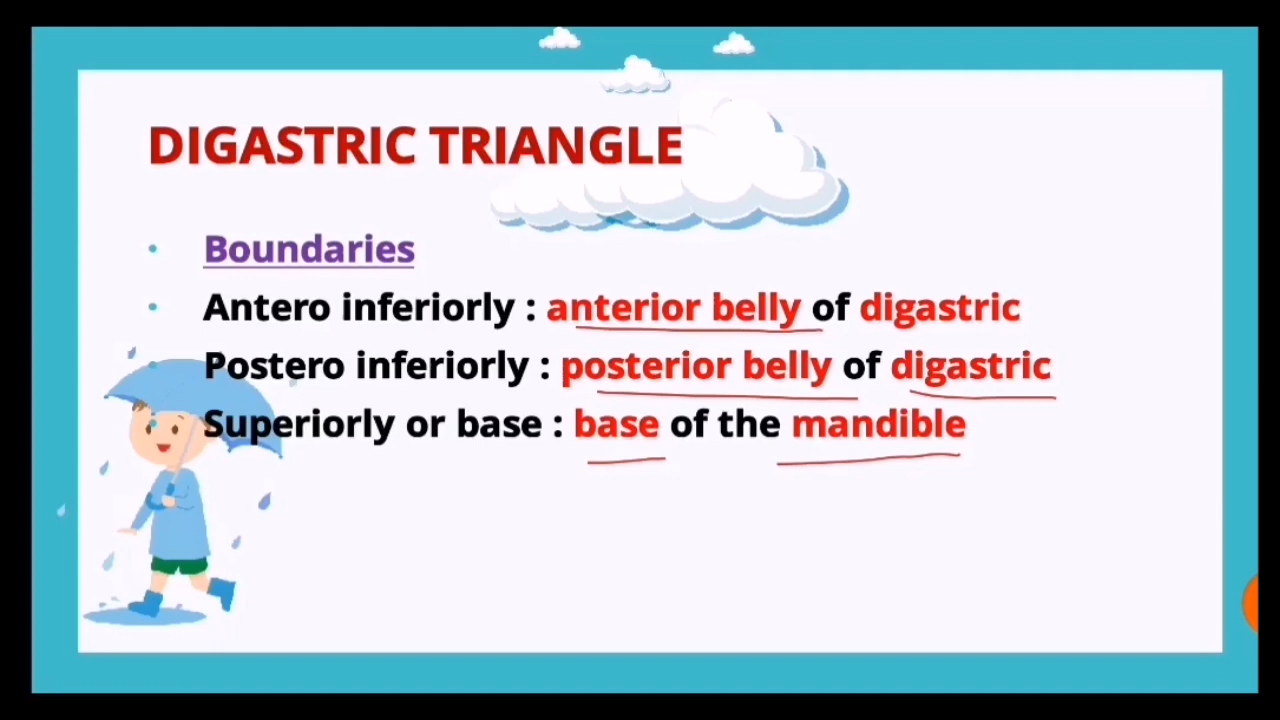 DIGASTRIC TRIANGLE
• Boundaries
• Antero inferiorly : anterior belly of digastric
• Postero inferiorly : posterior belly of digastric
• Superiorly or base : base of the mandible